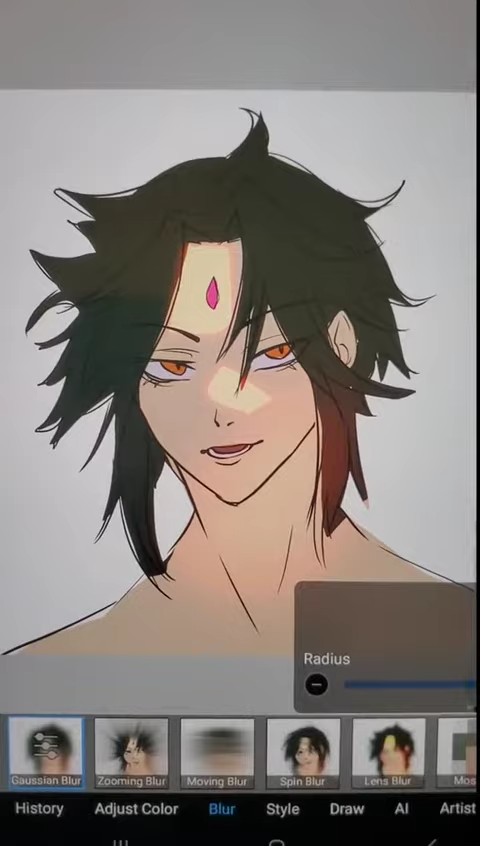 Radius
Gaussian Blur
Zooming Blur
Moving Blur
Spin Blur
Lens Blur
Mos
History
Adjust Color
Blur
Style
Draw
AI
Artist